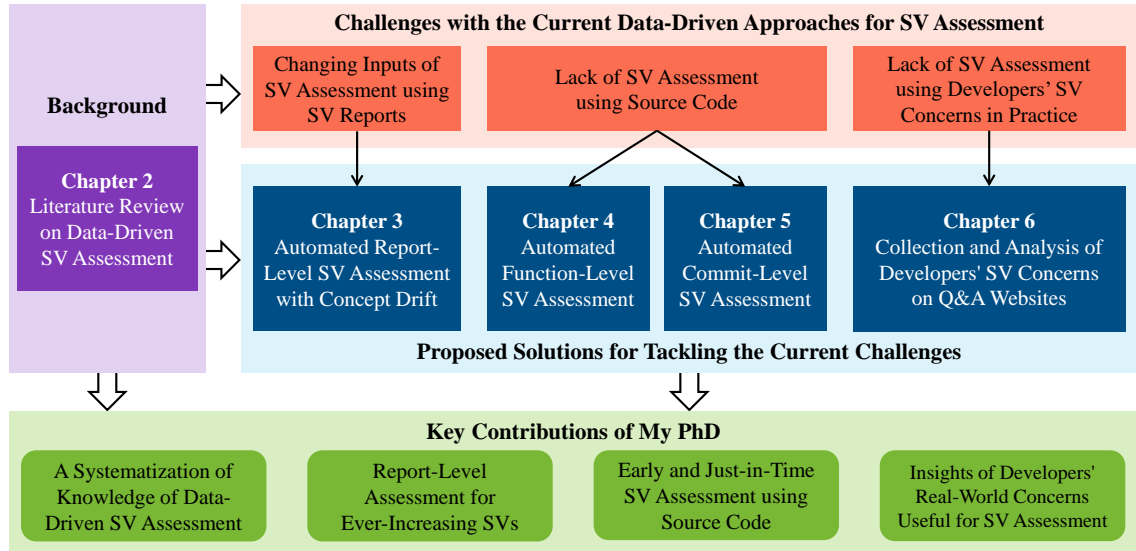 Background
Chapter 2
Literature Review
on Data-Driven
SV Assessment
Challenges with the Current Data-Driven Approaches for SV Assessment
Changing Inputs of
SV Assessment using
SV Reports
Lack of SV Assessment
using Source Code
Lack of SV Assessment
using Developers’ SV
Concerns in Practice
Chapter 3
Automated Report-
Level SV Assessment
with Concept Drift
Chapter 4
Automated
Function-Level
SV Assessment
Chapter 5
Automated
Commit-Level
SV Assessment
Chapter 6
Collection and Analysis of
Developers' SV Concerns
on Q&A Websites
Proposed Solutions for Tackling the Current Challenges
Key Contributions of My PhD
A Systematization of
Knowledge of Data-
Driven SV Assessment
Report-Level
Assessment for
Ever-Increasing SVs
Early and Just-in-Time
SV Assessment using
Source Code
Insights of Developers'
Real-World Concerns
Useful for SV Assessment